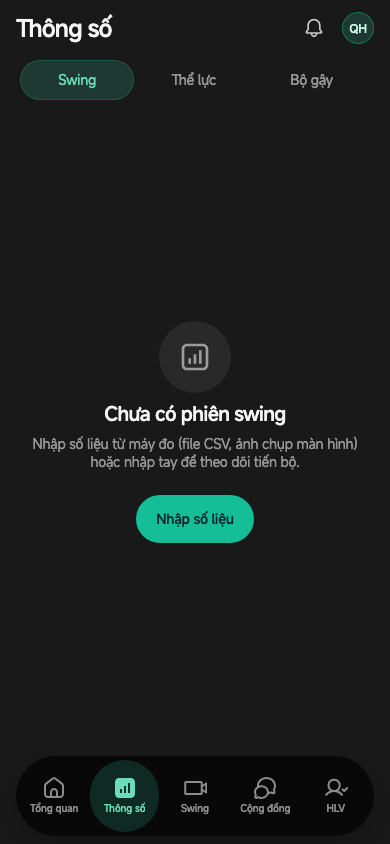 Thông số
QH
Swing
Thể lực
Bộ gậy
Chưa có phiên swing
Nhập số liệu từ máy đo (file CSV, ảnh chụp màn hình)
hoặc nhập tay để theo dõi tiến bộ.
Nhập số liệu
Tổng quan
Thông số
Swing
Cộng đồng
HLV